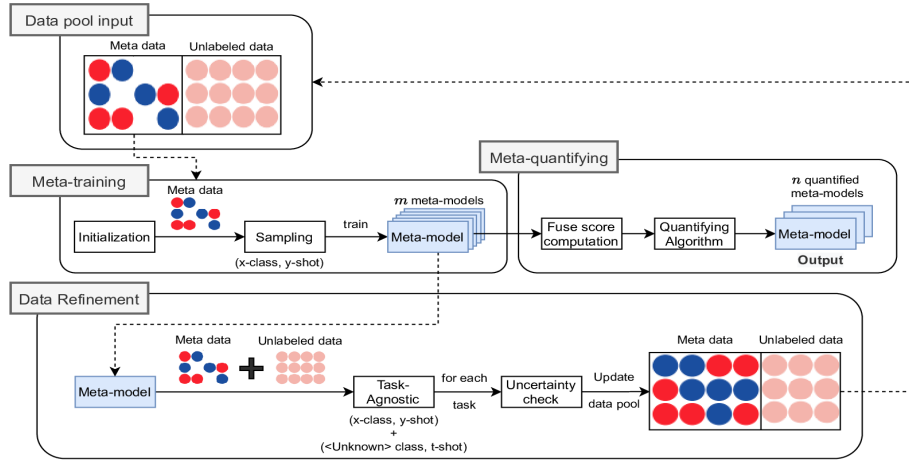 Data pool input
Meta data
Unlabeled data
Meta-quantifying
Meta-training
Meta data
m meta-models
n quantified
meta-models
Initialization
Sampling
train
Meta-model
Fuse score
computation
Quantifying
Algorithm
Meta-model
(x-class, y-shot)
Output
Data Refinement
Meta data
Unlabeled data
Meta data
Unlabeled data
Meta-model
Task-
Agnostic
for each
task
Uncertainty
check
Update
data pool
(x-class, y-shot)
+
(<Unknown> class, t-shot)